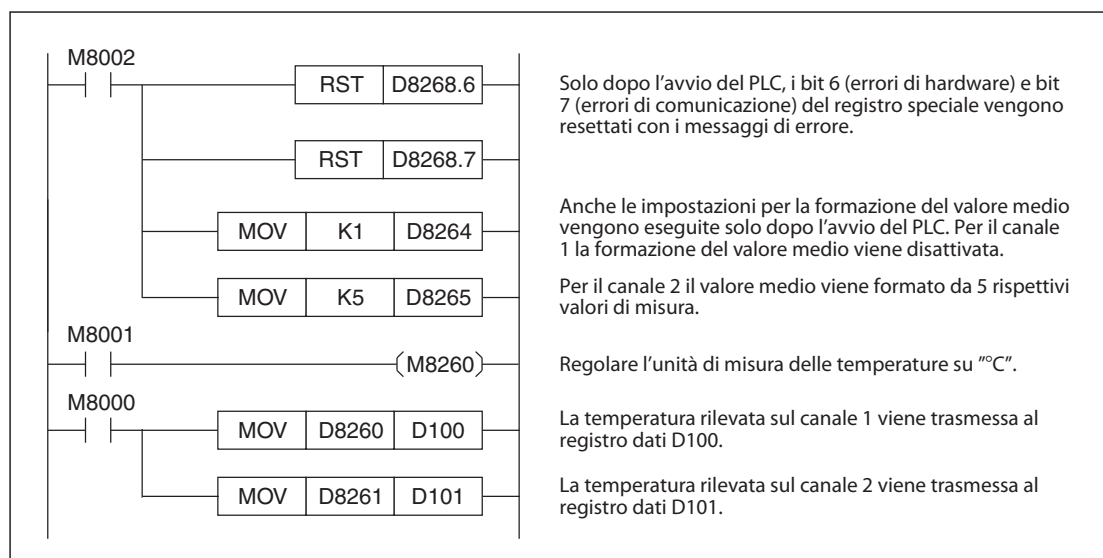 M8002
RST D8268.6
Solo dopo l'avvio del PLC, i bit 6 (errori di hardware) e bit
7 (errori di comunicazione) del registro speciale vengono
resettati con i messaggi di errore.
RST D8268.7
MOV K1 D8264
Anche le impostazioni per la formazione del valore medio
vengono eseguite solo dopo l'avvio del PLC. Per il canale
1 la formazione del valore medio viene disattivata.
MOV K5 D8265
Per il canale 2 il valore medio viene formato da 5 rispettivi
valori di misura.
M8001
M8260
Regolare l'unità di misura delle temperature su "°C".
M8000
MOV D8260 D100
La temperatura rilevata sul canale 1 viene trasmessa al
registro dati D100.
MOV D8261 D101
La temperatura rilevata sul canale 2 viene trasmessa al
registro dati D101.